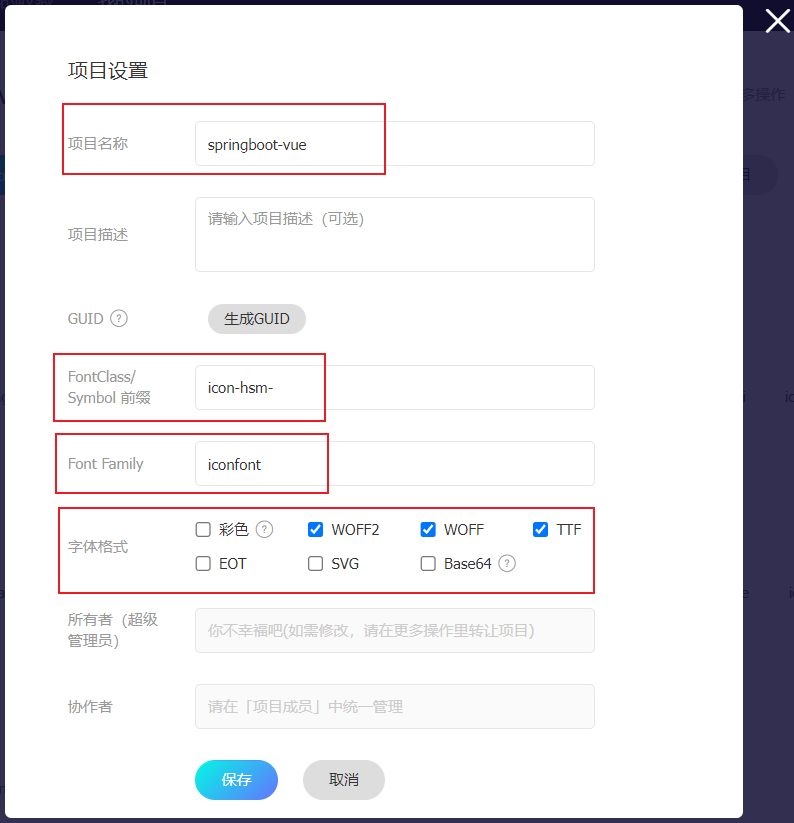 项目设置
项目名称
springboot-vue
项目描述
请输入项目描述（可选）
GUID ?
生成GUID
FontClass/
Symbol 前缀
icon-hsm-
Font Family
iconfont
字体格式
彩色 ? WOFF2 WOFF TTF
EOT SVG Base64 ?
所有者（超级
管理员）
你不幸福吧(如需修改，请在更多操作里转让项目)
协作者
请在「项目成员」中统一管理
保存 取消
多操作